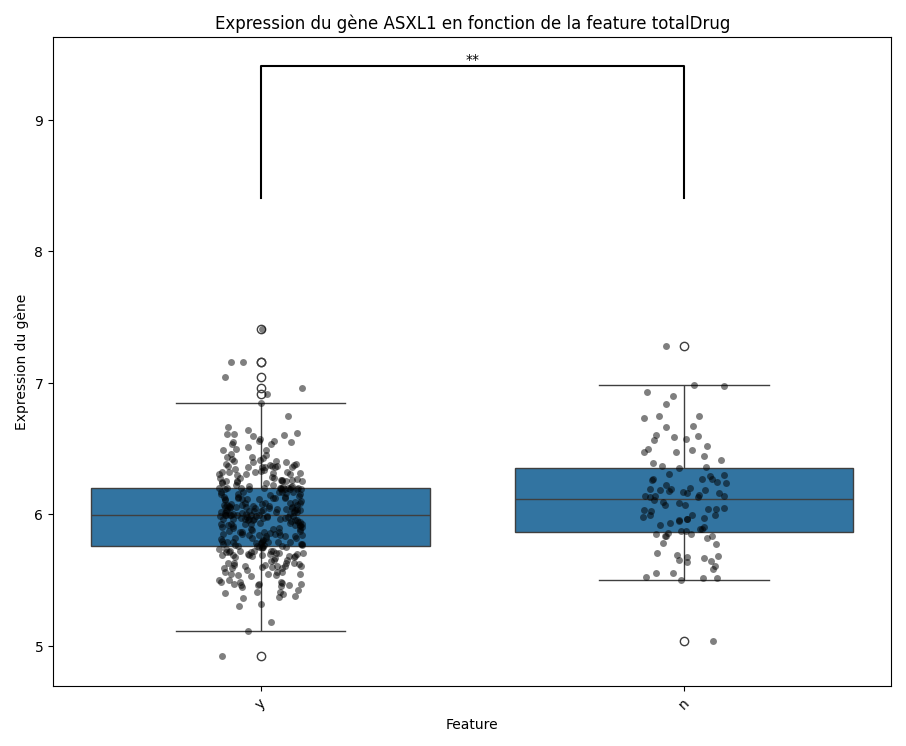 Expression du gène ASXL1 en fonction de la feature totalDrug
**
9
8
7
6
5
Expression du gène
y
n
Feature